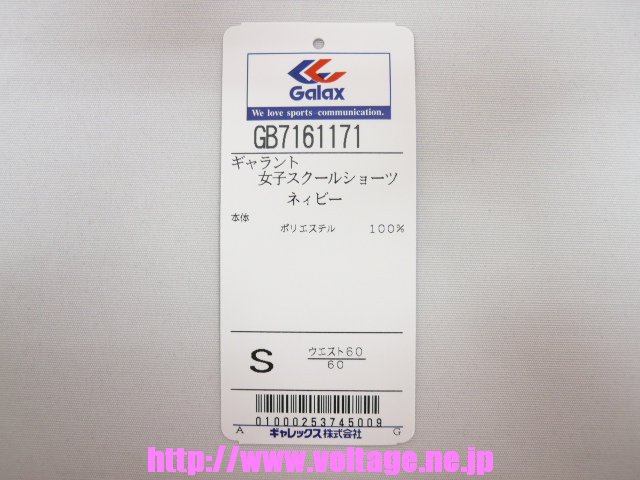 Galax
We love sports communication.
GB7161171
ギャラント
女子スクールショーツ
ネィビー
本体
ポリエステル 100%
S
ウエスト60
60
01000253745009
A ギャレックス株式会社 G
http://www.voltage.ne.jp